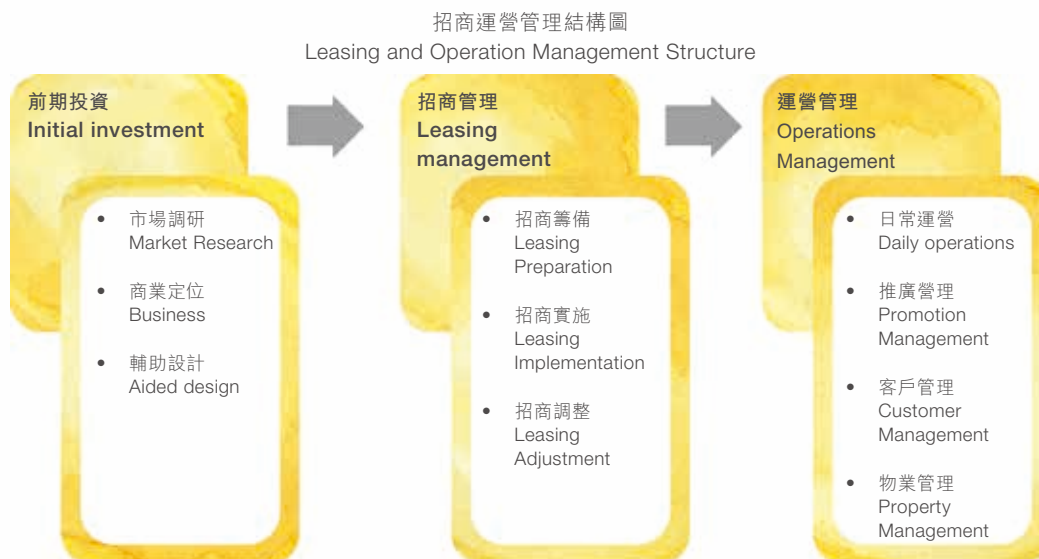 招商運營管理結構圖
Leasing and Operation Management Structure
前期投資
Initial investment
• 市場調研
Market Research
• 商業定位
Business
• 輔助設計
Aided design
招商管理
Leasing
management
• 招商籌備
Leasing
Preparation
• 招商實施
Leasing
Implementation
• 招商調整
Leasing
Adjustment
運營管理
Operations
Management
• 日常運營
Daily operations
• 推廣營理
Promotion
Management
• 客戶管理
Customer
Management
• 物業管理
Property
Management